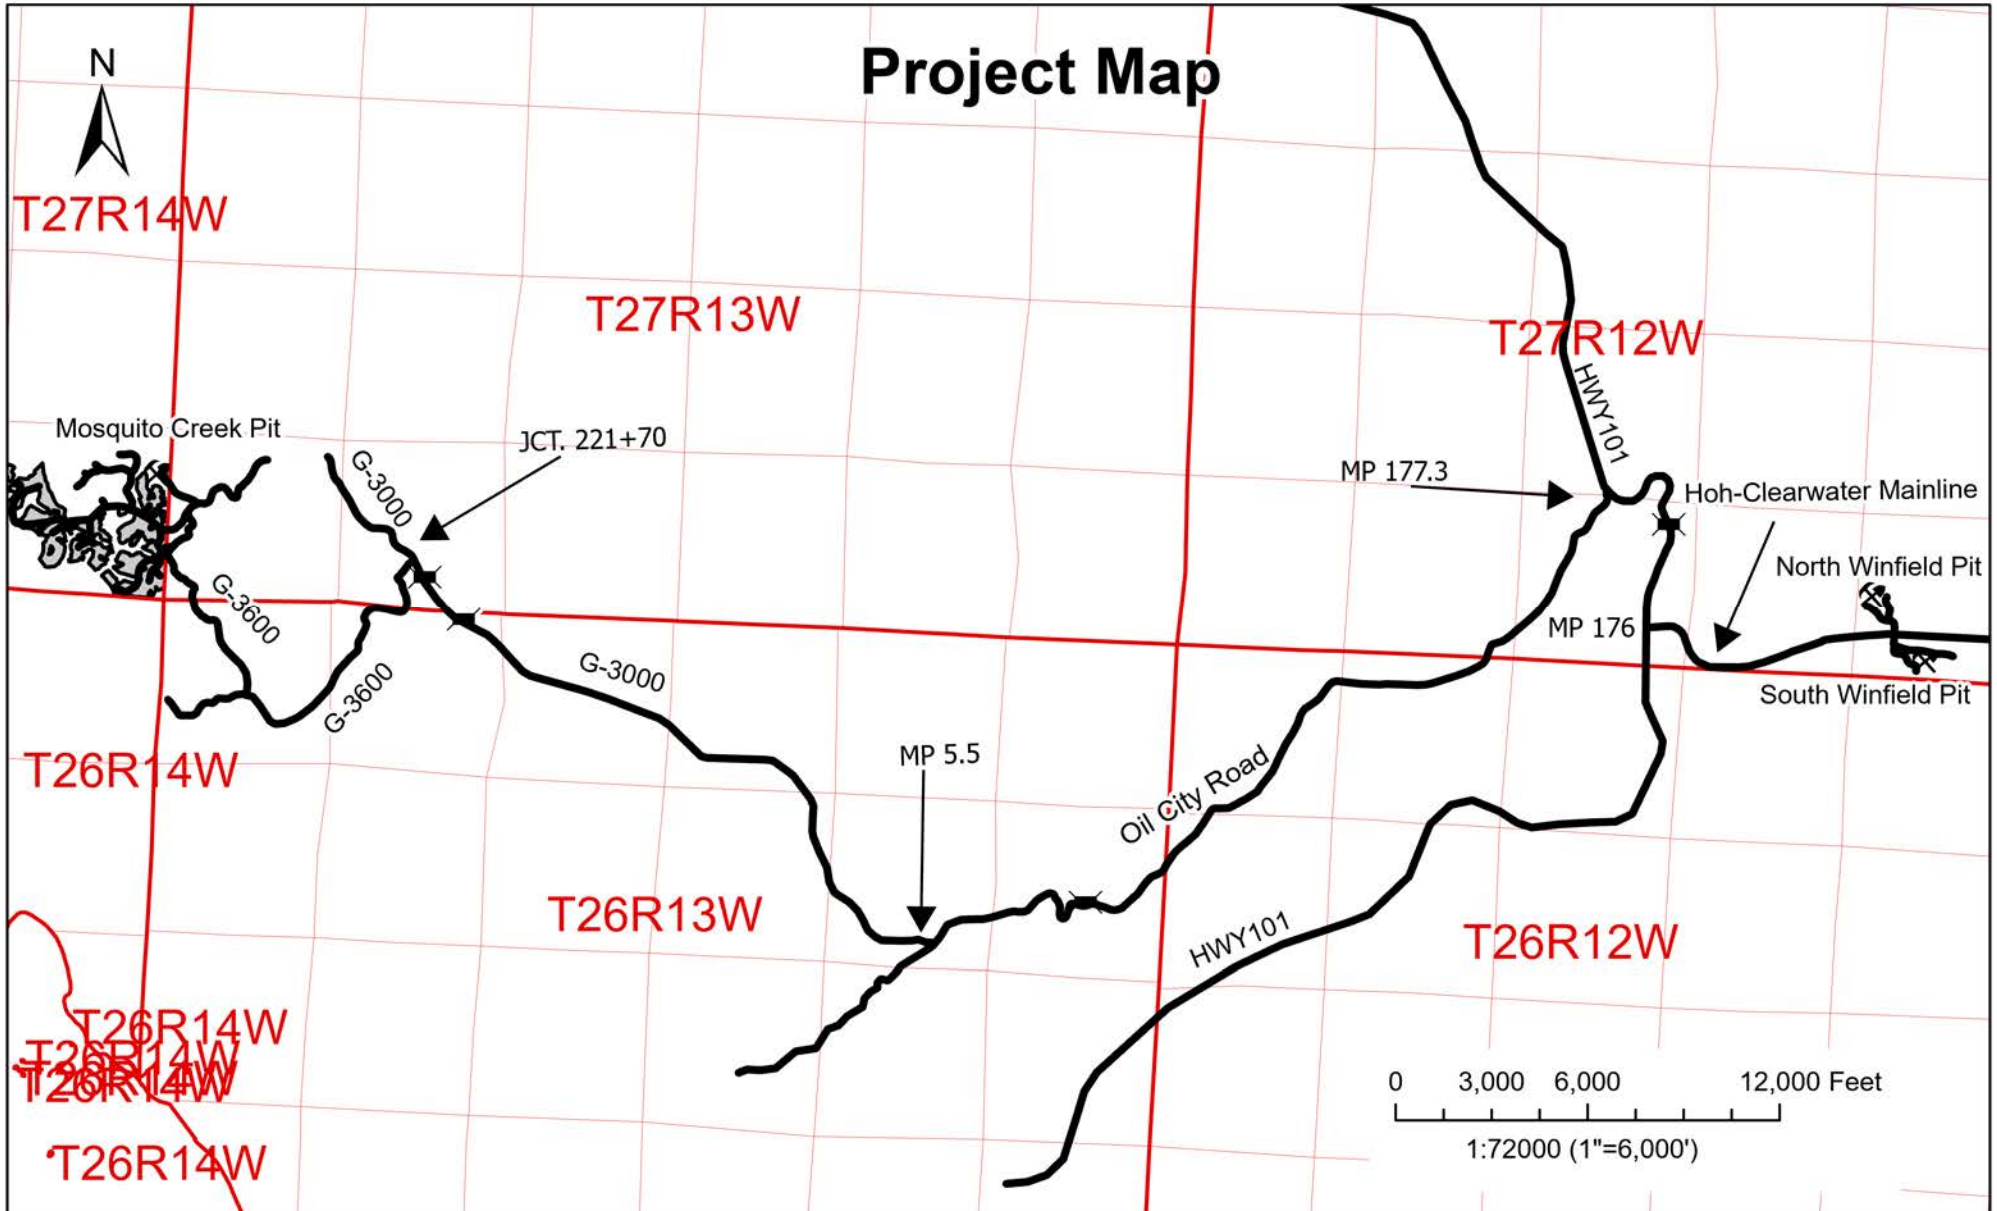 Project Map
N
T27R14W
T27R13W
T27R12W
HWY101
Mosquito Creek Pit
JCT. 221+70
G-3000
MP 177.3
Hoh-Clearwater Mainline
North Winfield Pit
G-3600
MP 176
G-3000
G-3600
South Winfield Pit
MP 5.5
T26R14W
Oil City Road
T26R13W
HWY101
T26R12W
T26R14W
T26R14W
T26R14W
T26R14W
0 3,000 6,000 12,000 Feet
1:72000 (1"=6,000')